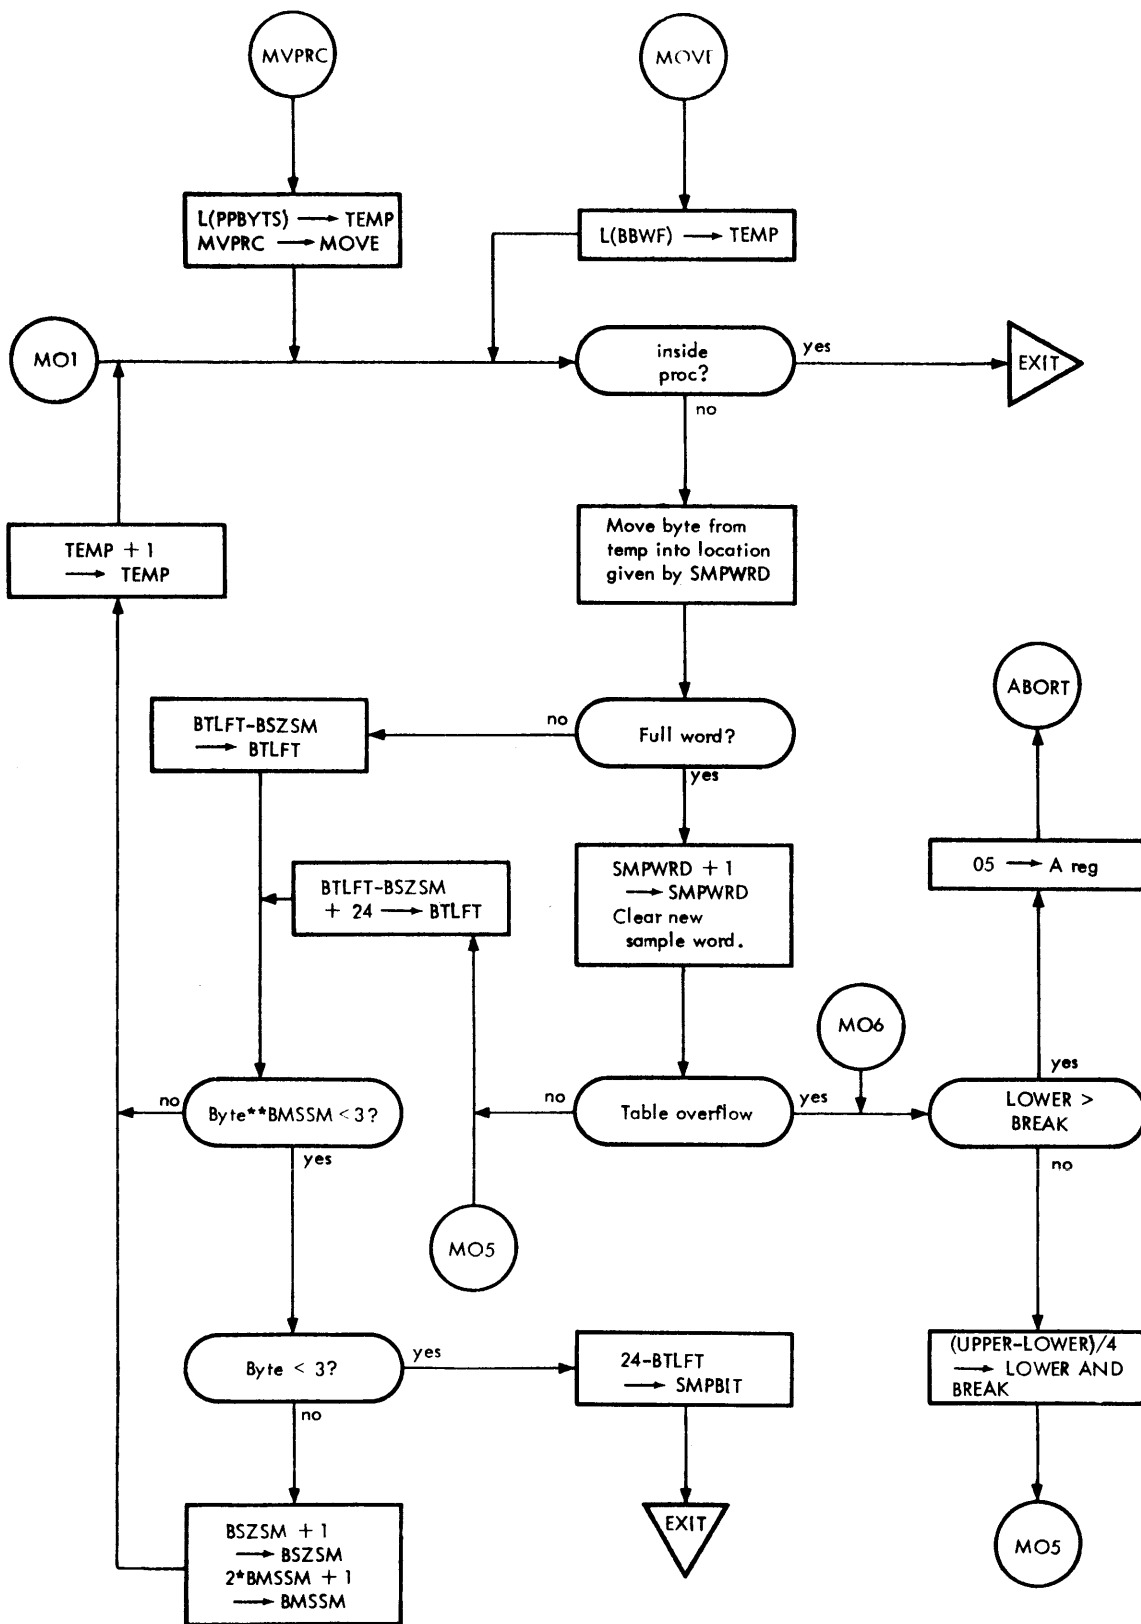 MVPRC
MOVE
L(PPBYTS) → TEMP
MVPRC → MOVE
L(BBWF) → TEMP
MO1
inside
proc?
yes
EXIT
no
TEMP + 1
→ TEMP
Move byte from
temp into location
given by SMPWRD
ABORT
BTLFT-BSZSM
→ BTLFT
no
Full word?
yes
05 → A reg
BTLFT-BSZSM
+ 24 → BTLFT
SMPWRD + 1
→ SMPWRD
Clear new
sample word.
MO6
yes
no
Byte**BMSSM < 3?
yes
no
Table overflow
yes
LOWER >
BREAK
no
MO5
Byte < 3?
yes
no
24-BTLFT
→ SMPBIT
(UPPER-LOWER)/4
→ LOWER AND
BREAK
BSZSM + 1
→ BSZSM
2*BMSSM + 1
→ BMSSM
EXIT
MO5